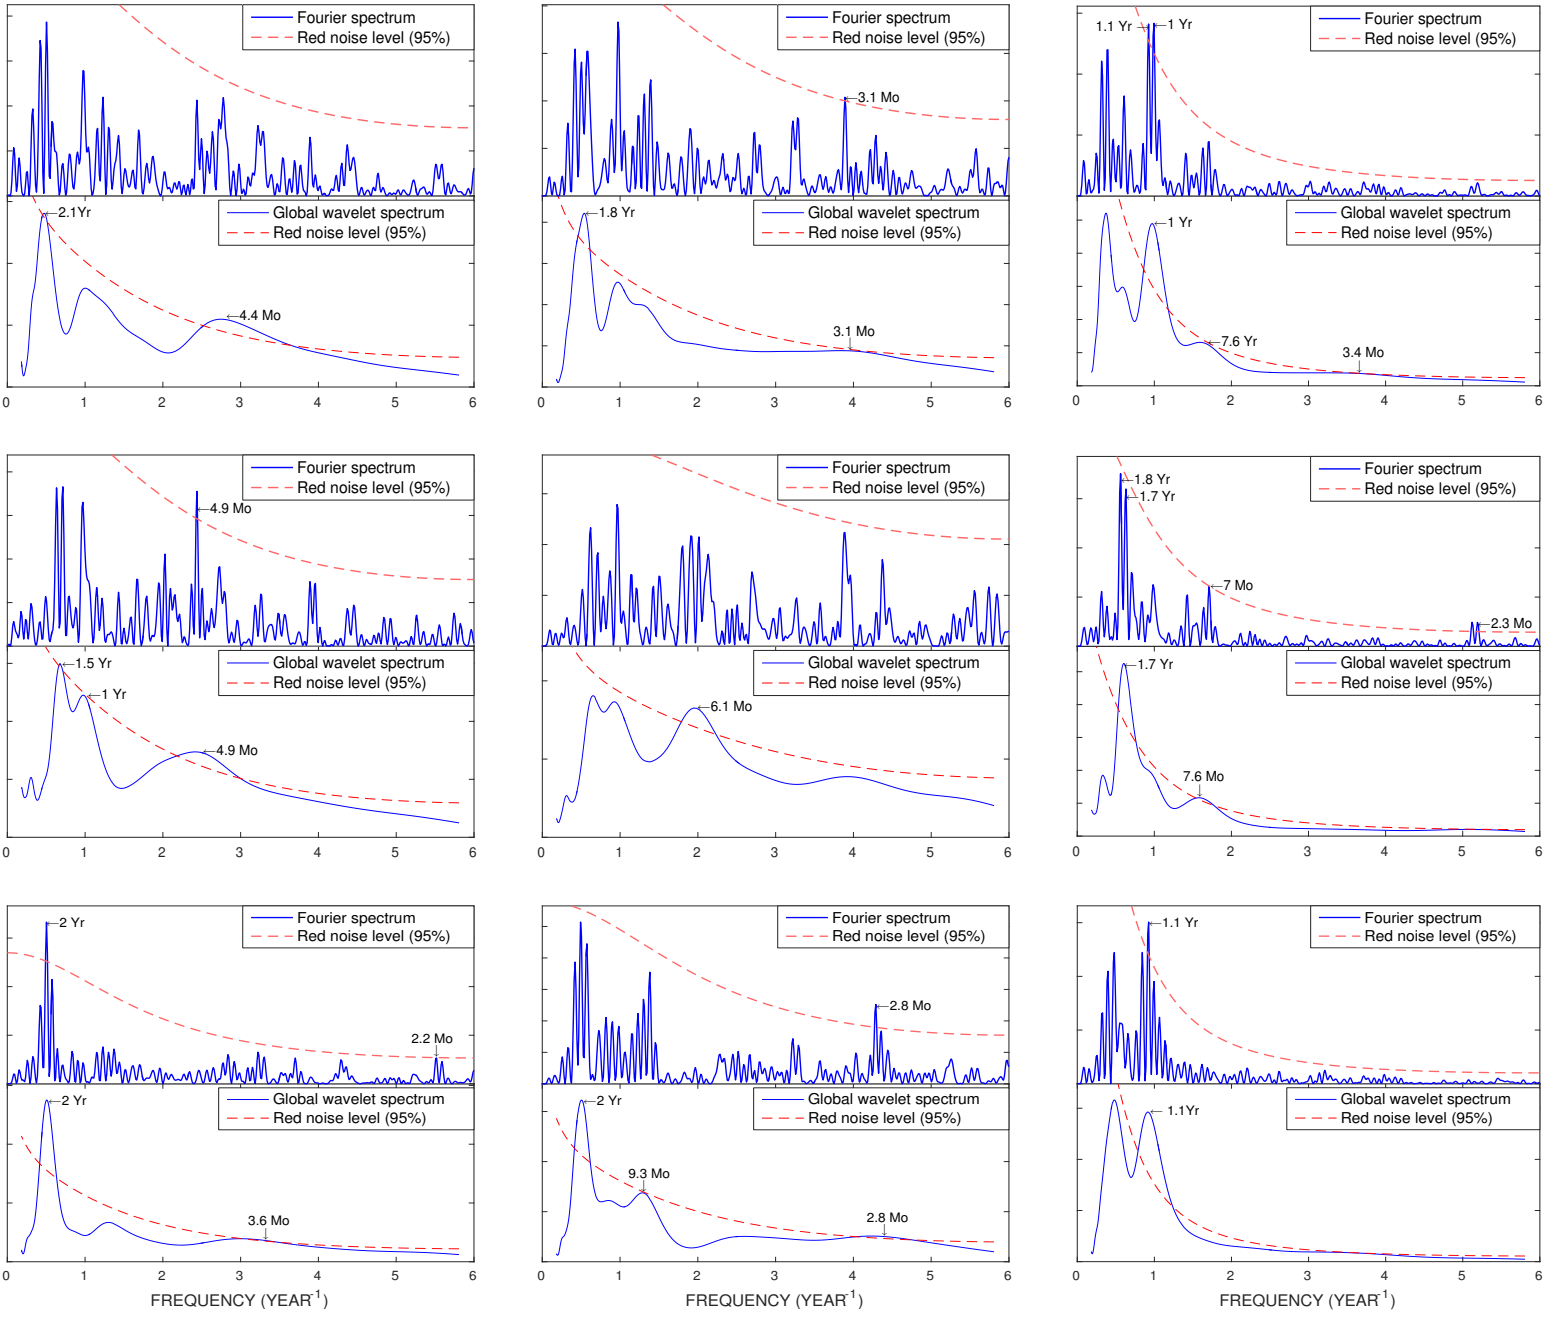 Fourier spectrum
Red noise level (95%)
Global wavelet spectrum
Red noise level (95%)
←2.1Yr
←4.4 Mo
0 1 2 3 4 5 6
Fourier spectrum
Red noise level (95%)
←3.1 Mo
Global wavelet spectrum
Red noise level (95%)
←1.8 Yr
3.1 Mo
0 1 2 3 4 5 6
Fourier spectrum
Red noise level (95%)
1.1 Yr→ ←1 Yr
Global wavelet spectrum
Red noise level (95%)
←1 Yr
←7.6 Yr
3.4 Mo
0 1 2 3 4 5 6
Fourier spectrum
Red noise level (95%)
←4.9 Mo
Global wavelet spectrum
Red noise level (95%)
←1.5 Yr
←1 Yr
←4.9 Mo
0 1 2 3 4 5 6
Fourier spectrum
Red noise level (95%)
Global wavelet spectrum
Red noise level (95%)
←6.1 Mo
0 1 2 3 4 5 6
Fourier spectrum
Red noise level (95%)
←1.8 Yr
←1.7 Yr
←7 Mo
←2.3 Mo
Global wavelet spectrum
Red noise level (95%)
←1.7 Yr
7.6 Mo
0 1 2 3 4 5 6
Fourier spectrum
Red noise level (95%)
←2 Yr
2.2 Mo
Global wavelet spectrum
Red noise level (95%)
←2 Yr
3.6 Mo
0 1 2 3 4 5 6
FREQUENCY (YEAR-1)
Fourier spectrum
Red noise level (95%)
←2.8 Mo
Global wavelet spectrum
Red noise level (95%)
←2 Yr
9.3 Mo
2.8 Mo
0 1 2 3 4 5 6
FREQUENCY (YEAR-1)
Fourier spectrum
Red noise level (95%)
←1.1 Yr
Global wavelet spectrum
Red noise level (95%)
←1.1Yr
0 1 2 3 4 5 6
FREQUENCY (YEAR-1)